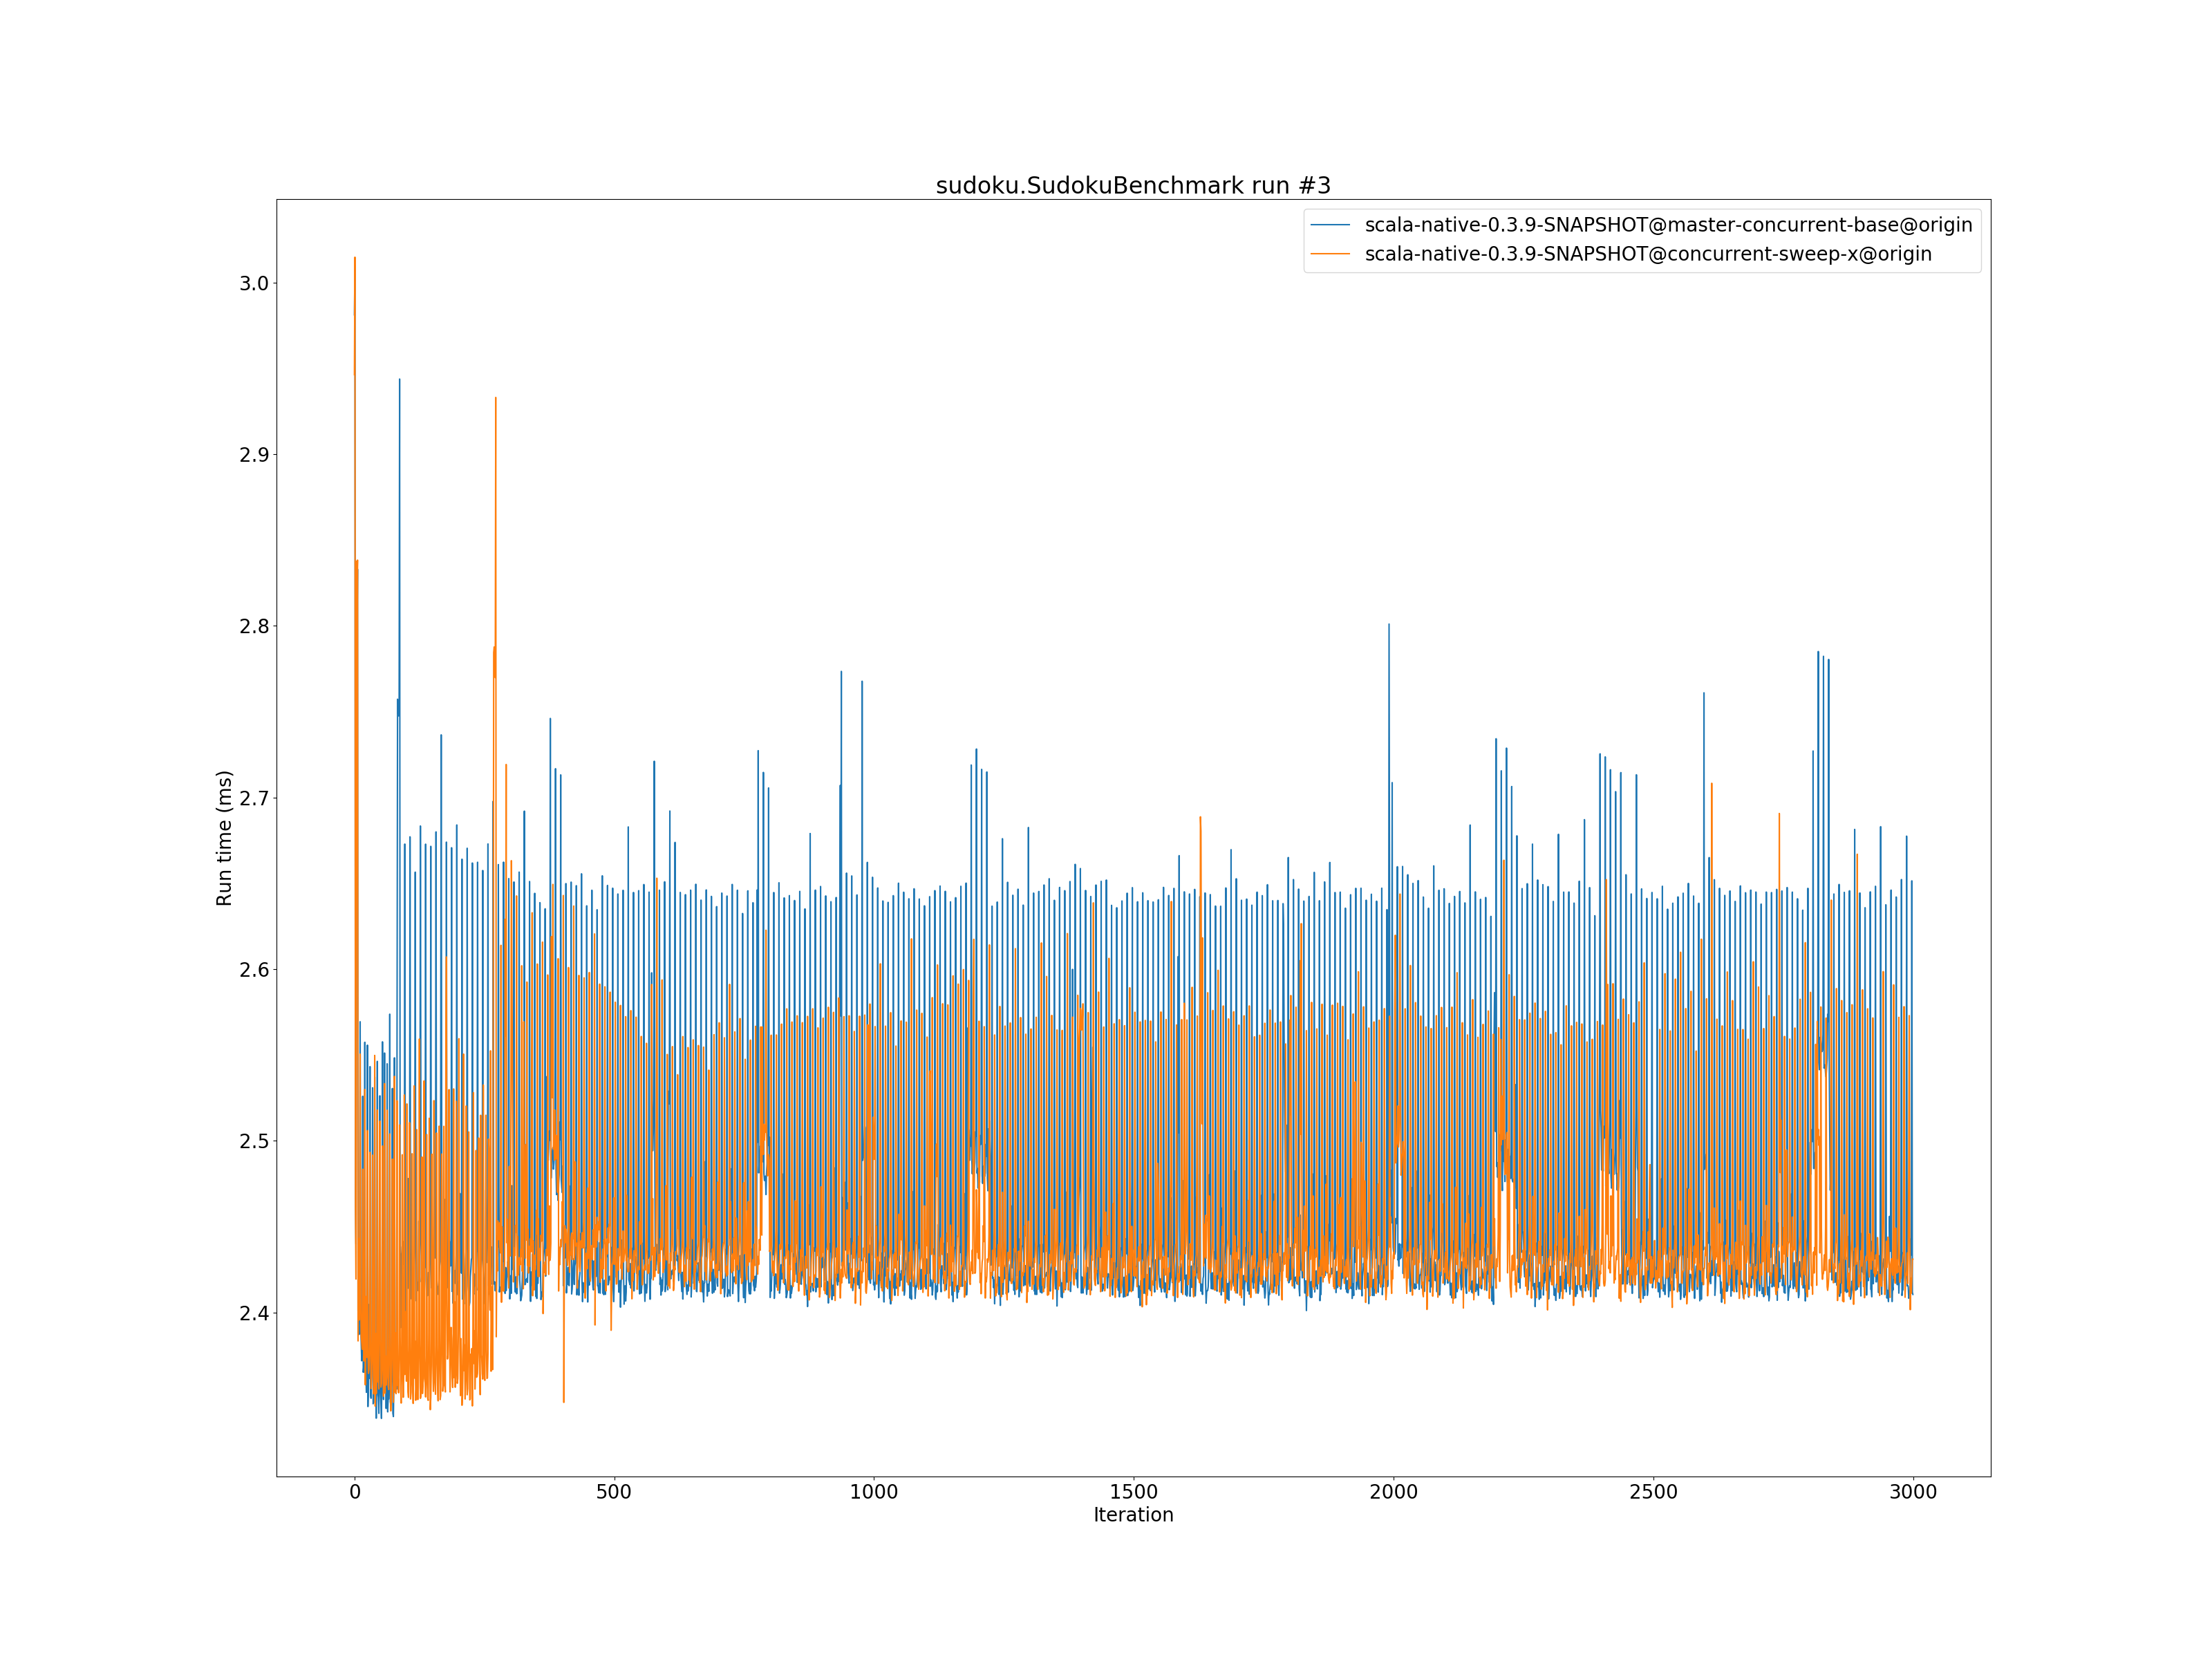 sudoku.SudokuBenchmark run #3
scala-native-0.3.9-SNAPSHOT@master-concurrent-base@origin
scala-native-0.3.9-SNAPSHOT@concurrent-sweep-x@origin
3.0
2.9
2.8
2.7
2.6
2.5
2.4
Run time (ms)
0 500 1000 1500 2000 2500 3000
Iteration